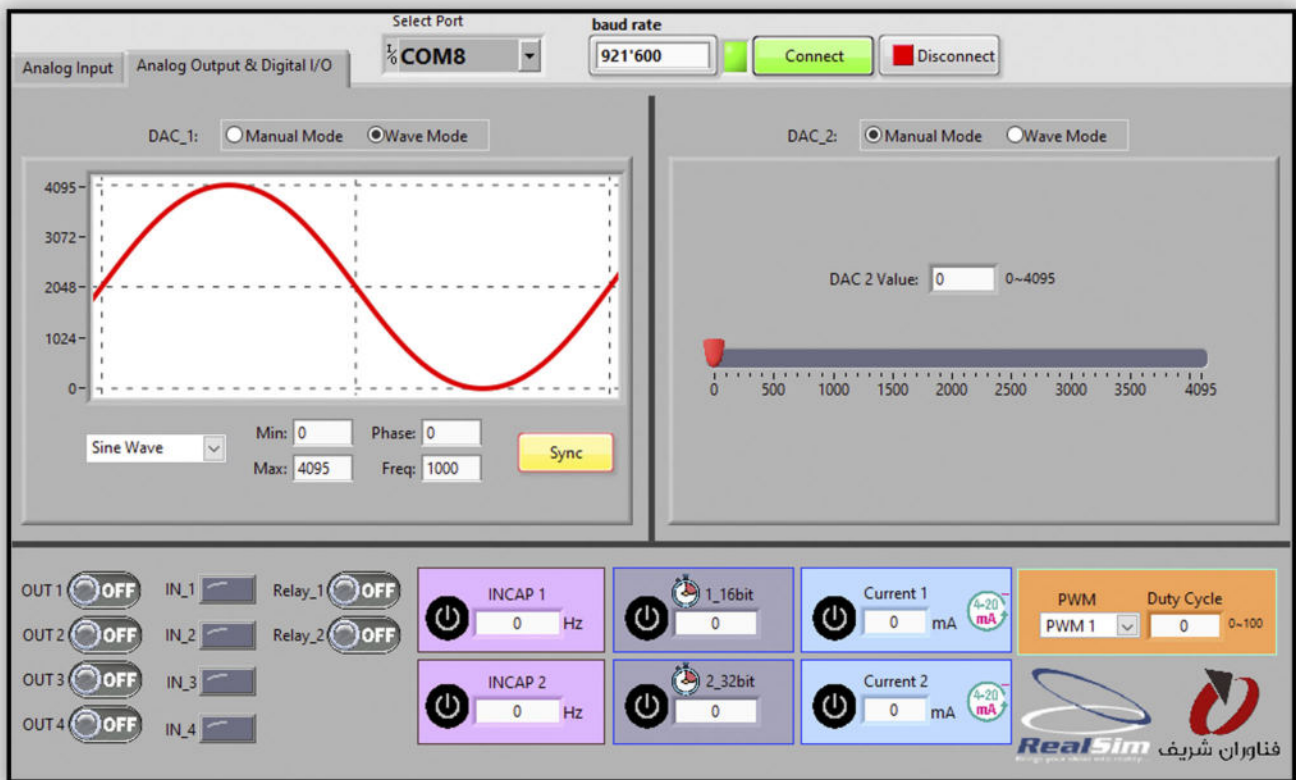 Select Port
baud rate
Analog Input
Analog Output & Digital I/O
COM8
921'600
Connect
Disconnect
DAC_1:
Manual Mode
Wave Mode
4095
3072
2048
1024
0
Sine Wave
Min: 0
Phase: 0
Max: 4095
Freq: 1000
Sync
DAC_2:
Manual Mode
Wave Mode
DAC 2 Value: 0 0~4095
0 500 1000 1500 2000 2500 3000 3500 4095
OUT 1 OFF
IN_1
Relay_1 OFF
OUT 2 OFF
IN_2
Relay_2 OFF
OUT 3 OFF
IN_3
OUT 4 OFF
IN_4
INCAP 1
0 Hz
INCAP 2
0 Hz
1_16bit
0
2_32bit
0
Current 1
0 mA
4-20
mA
Current 2
0 mA
4-20
mA
PWM
Duty Cycle
PWM 1
0
0~100
RealSim
فناوران شریف